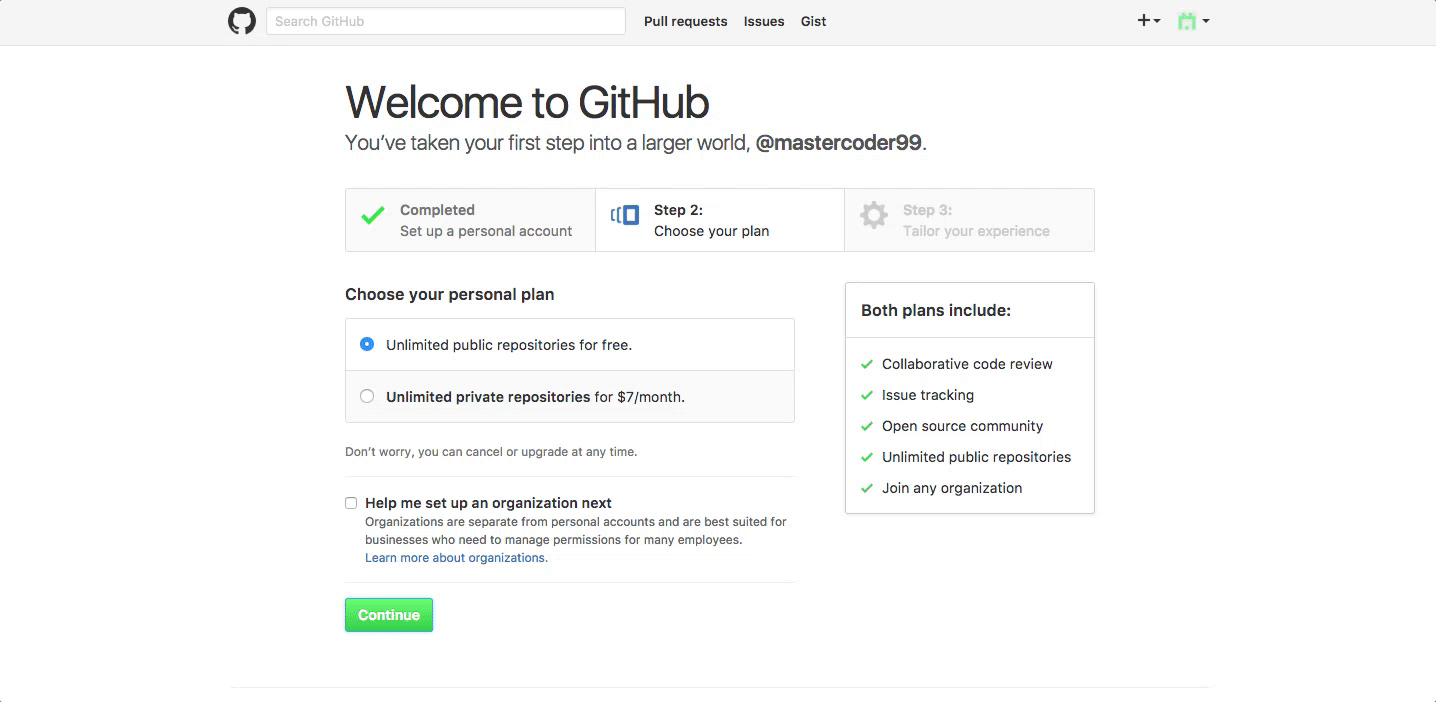 Search GitHub Pull requests Issues Gist
Welcome to GitHub
You’ve taken your first step into a larger world, @mastercoder99.
Completed
Set up a personal account
Step 2:
Choose your plan
Step 3:
Tailor your experience
Choose your personal plan
Unlimited public repositories for free.
Unlimited private repositories for $7/month.
Don’t worry, you can cancel or upgrade at any time.
Help me set up an organization next
Organizations are separate from personal accounts and are best suited for
businesses who need to manage permissions for many employees.
Learn more about organizations.
Continue
Both plans include:
Collaborative code review
Issue tracking
Open source community
Unlimited public repositories
Join any organization